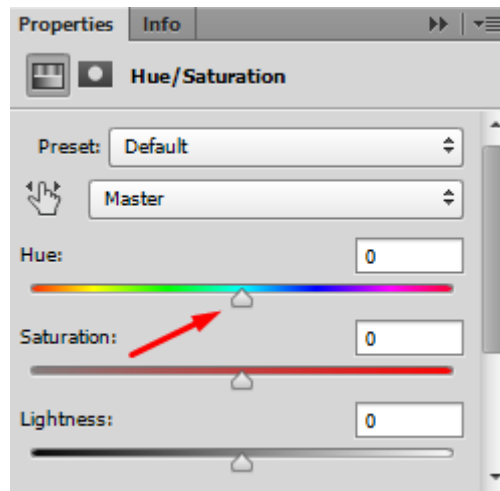 Properties Info
Hue/Saturation
Preset: Default
Master
Hue: 0
Saturation: 0
Lightness: 0